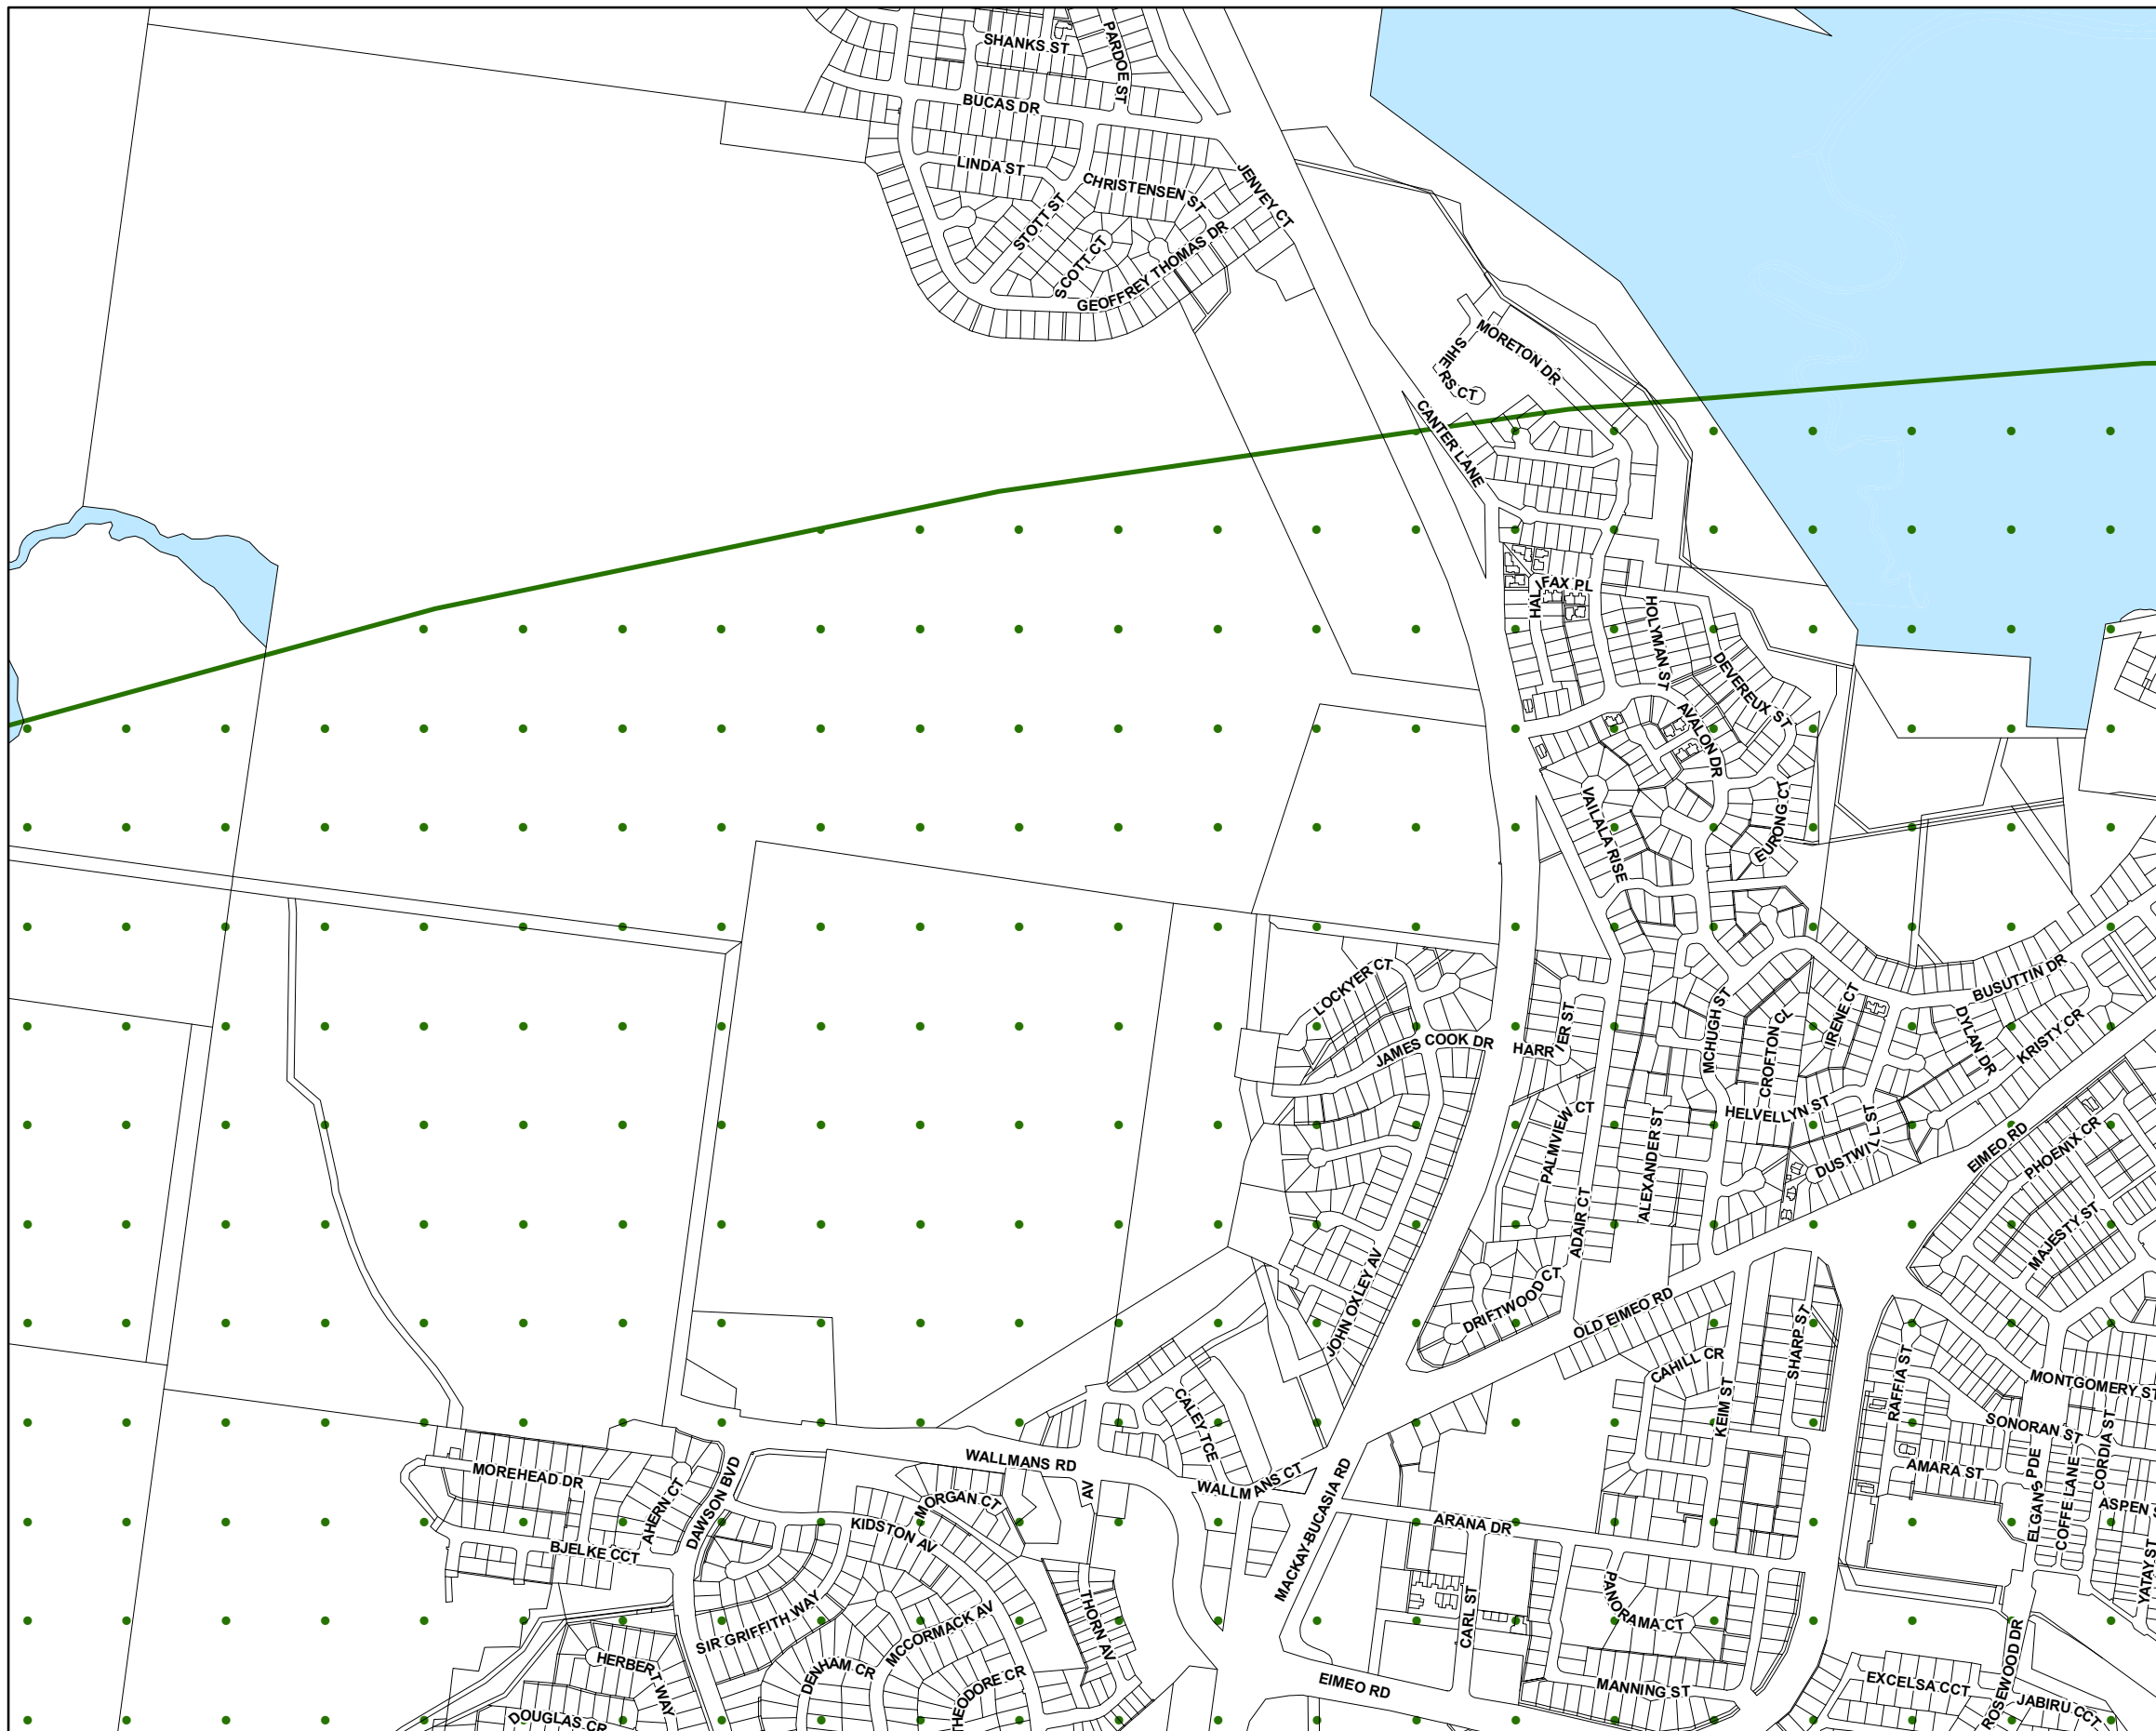 SHANKS ST
PARDOE ST
BUCAS DR
LINDA ST
CHRISTENSEN ST
JENVEY CT
STOTT ST
SCOTT CT
GEOFFREY THOMAS DR
MORETON DR
SHIERS CT
CANTER LANE
HALIFAX PL
HOLYMAN ST
DEVEREUX ST
AVALON DR
VAILALA RISE
EURONG CT
LOCKYER CT
JAMES COOK DR
HARRIER ST
MCHUGH ST
CROFTON CL
IRENE CT
BUSUTTIN DR
DYLAN DR
KRISTY CR
HELVELLYN ST
PALMVIEW CT
ALEXANDER ST
DUSTWILL ST
EIMEO RD
PHOENIX CR
ADAIR CT
MAJESTY ST
JOHN OXLEY AV
DRIFTWOOD CT
OLD EIMEO RD
SHARP ST
CAHILL CR
RAFFIA ST
MONTGOMERY ST
KEIM ST
CALEY TCE
SONORAN ST
CORDIA ST
WALLMANS RD
MOREHEAD DR
AHERN CT
DAWSON BVD
WALLMANS CT
MACKAY-BUCASIA RD
AMARA ST
ELGANS PDE
COFFE LANE
ASPEN S
MORGAN CT
AV
KIDSTON AV
ARANA DR
BJELKE CCT
YATAY ST
SIR GRIFFITH WAY
MCCORMACK AV
THORN AV
CARL ST
PANORAMA CT
HERBERT WAY
DENHAM CR
THEODORE CR
EIMEO RD
MANNING ST
EXCELSA CCT
ROSEWOOD DR
JABIRU CCT
DOUGLAS CR